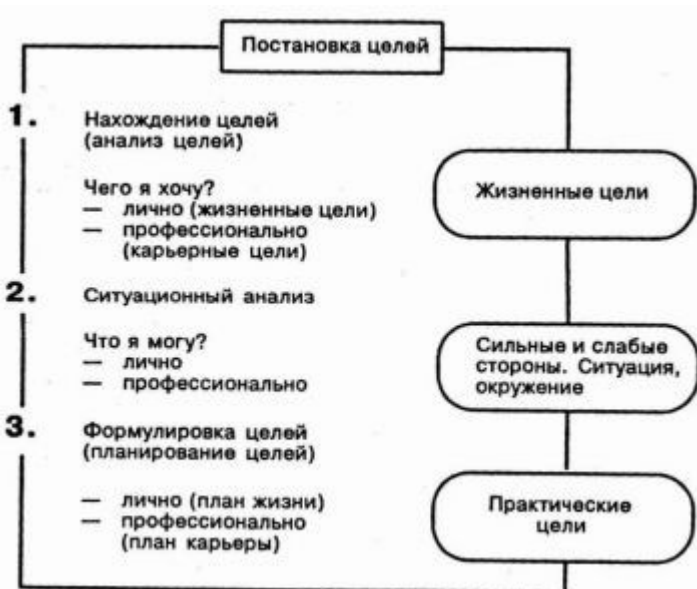 Постановка целей
1. Нахождение целей
(анализ целей)
Чего я хочу?
— лично (жизненные цели)
— профессионально
(карьерные цели)
Жизненные цели
2. Ситуационный анализ
Что я могу?
— лично
— профессионально
Сильные и слабые
стороны. Ситуация,
окружение
3. Формулировка целей
(планирование целей)
— лично (план жизни)
— профессионально
(план карьеры)
Практические
цели